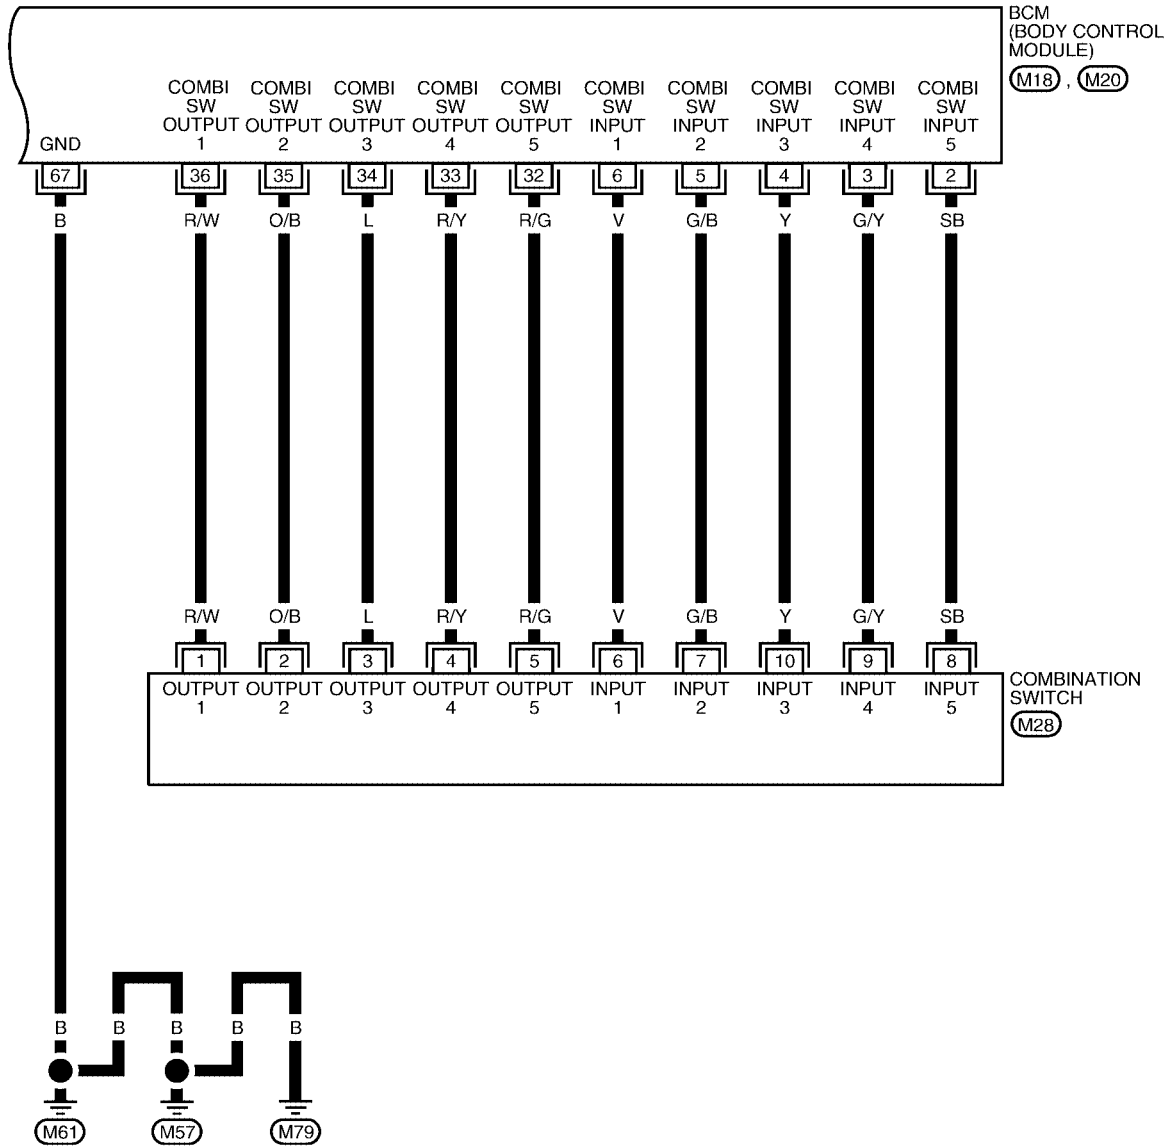 BCM
(BODY CONTROL
MODULE)
M18 , M20
COMBI COMBI COMBI COMBI COMBI COMBI COMBI COMBI COMBI COMBI
SW SW SW SW SW SW SW SW SW SW
OUTPUT OUTPUT OUTPUT OUTPUT OUTPUT INPUT INPUT INPUT INPUT INPUT
GND 1 2 3 4 5 1 2 3 4 5
67 36 35 34 33 32 6 5 4 3 2
B R/W O/B L R/Y R/G V G/B Y G/Y SB
R/W O/B L R/Y R/G V G/B Y G/Y SB
1 2 3 4 5 6 7 10 9 8
OUTPUT OUTPUT OUTPUT OUTPUT OUTPUT INPUT INPUT INPUT INPUT INPUT
1 2 3 4 5 1 2 3 4 5
COMBINATION
SWITCH
M28
B B B B B
M61 M57 M79